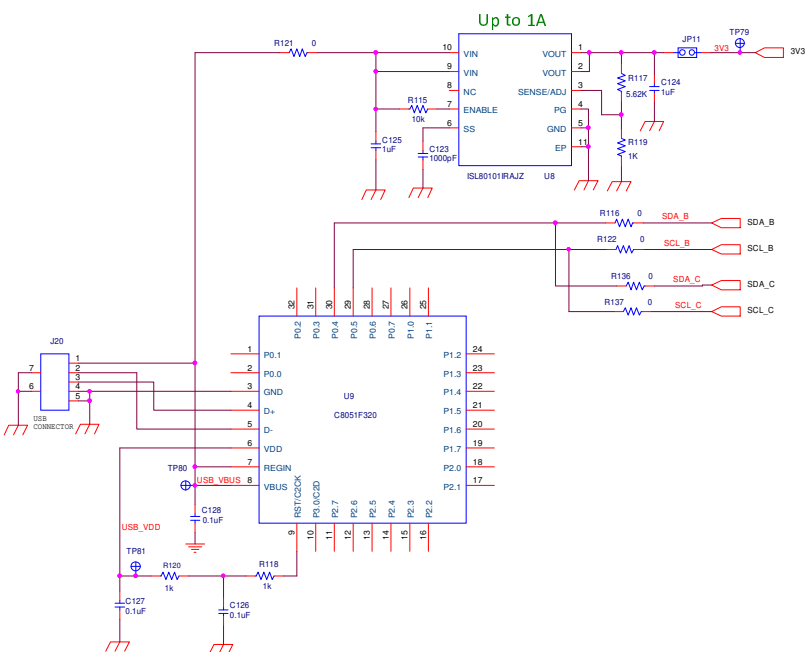 Up to 1A
R121 0
10 VIN
9 VIN
8 NC
7 ENABLE
6 SS
VOUT 1
VOUT 2
SENSE/ADJ 3
PG 4
GND 5
EP 11
ISL80101IRAJZ U8
R115
10k
C125
1uF
C123
1000pF
R117
5.62K
R119
1K
C124
1uF
JP11
TP79
3V3
3V3
R116 0 SDA_B SDA_B
R122 0 SCL_B SCL_B
R136 0 SDA_C SDA_C
R137 0 SCL_C SCL_C
32 31 30 29 28 27 26 25
P0.2 P0.3 P0.4 P0.5 P0.6 P0.7 P1.0 P1.1
J20
1
2
3
4
5
7
6
USB
CONNECTOR
1 P0.1
2 P0.0
3 GND
4 D+
5 D-
6 VDD
7 REGIN
8 VBUS
U9
C8051F320
P1.2 24
P1.3 23
P1.4 22
P1.5 21
P1.6 20
P1.7 19
P2.0 18
P2.1 17
RST/C2CK P3.0/C2D P2.7 P2.6 P2.5 P2.4 P2.3 P2.2
9 10 11 12 13 14 15 16
TP80
USB_VBUS
C128
0.1uF
USB_VDD
TP81
R120
1k
R118
1k
C127
0.1uF
C126
0.1uF